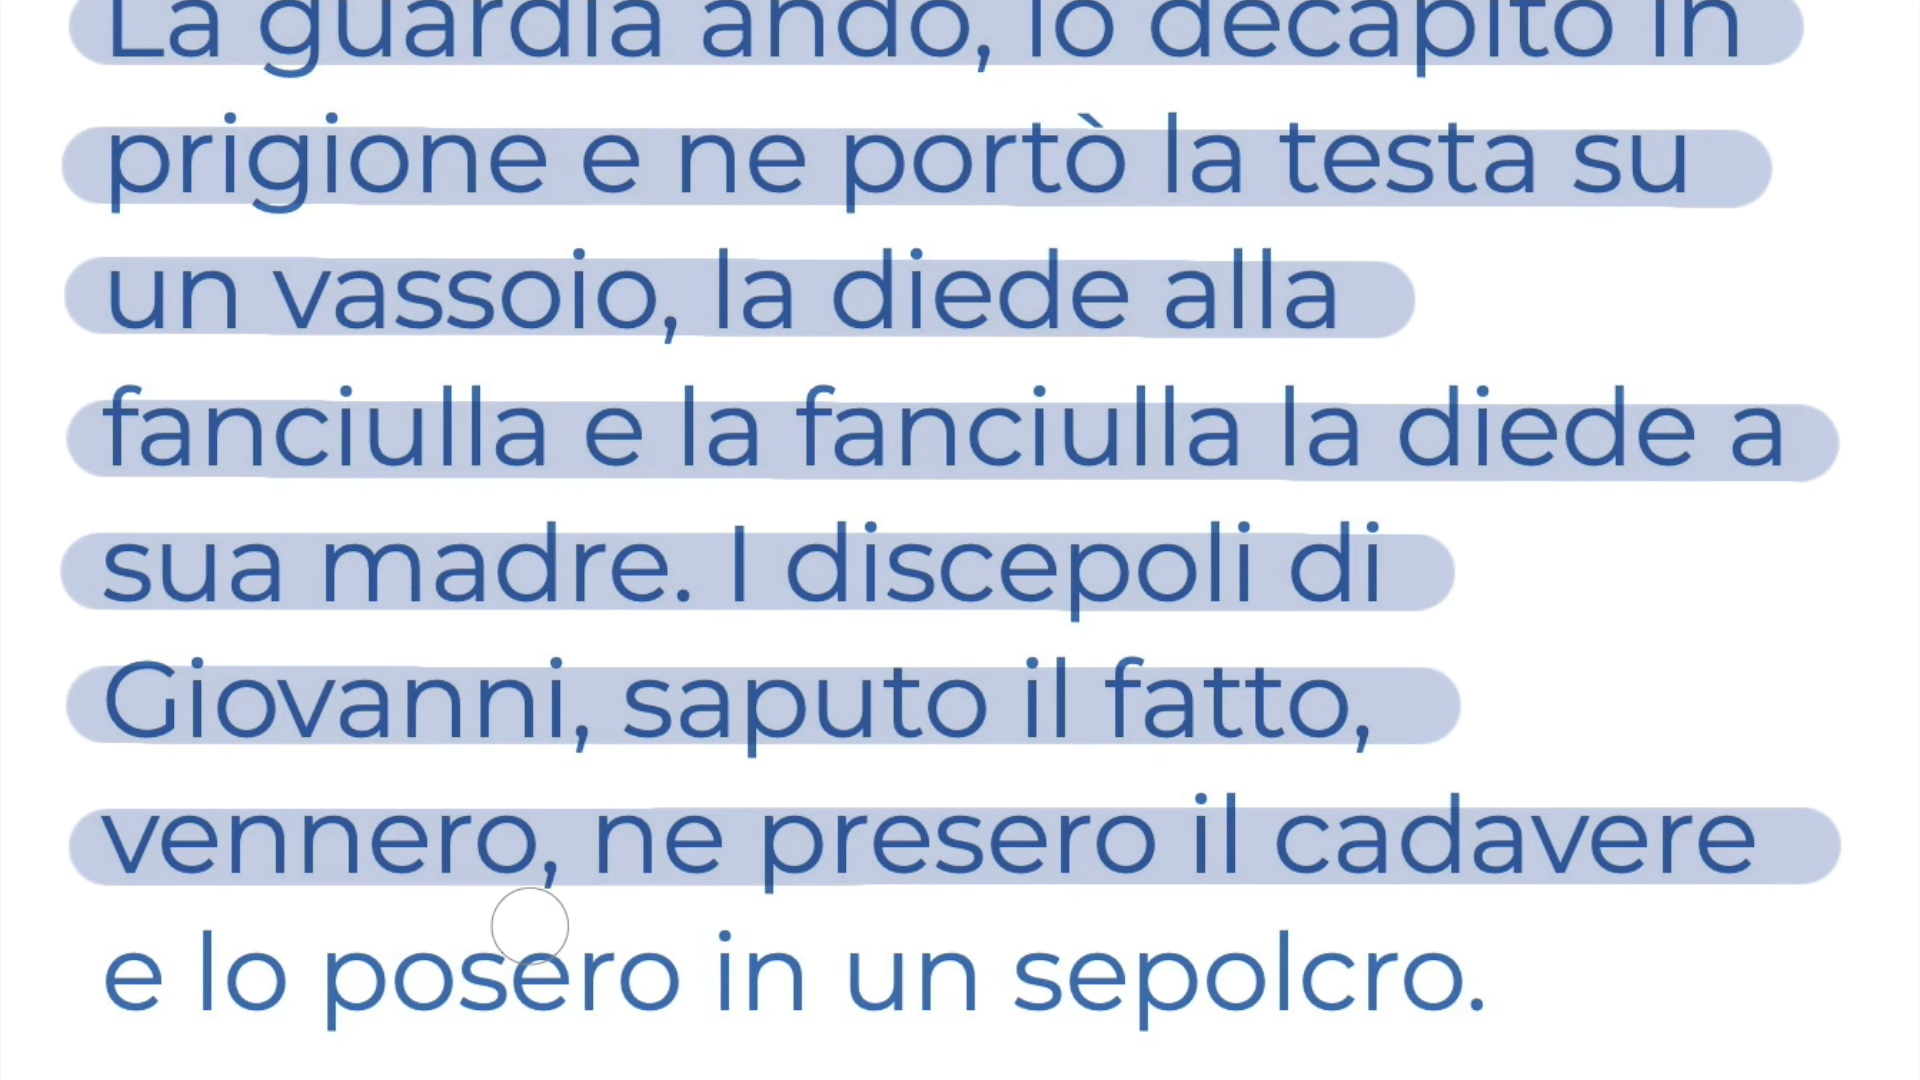 La guardia andò, lo decapitò in
prigione e ne portò la testa su
un vassoio, la diede alla
fanciulla e la fanciulla la diede a
sua madre. I discepoli di
Giovanni, saputo il fatto,
vennero, ne presero il cadavere
e lo posero in un sepolcro.